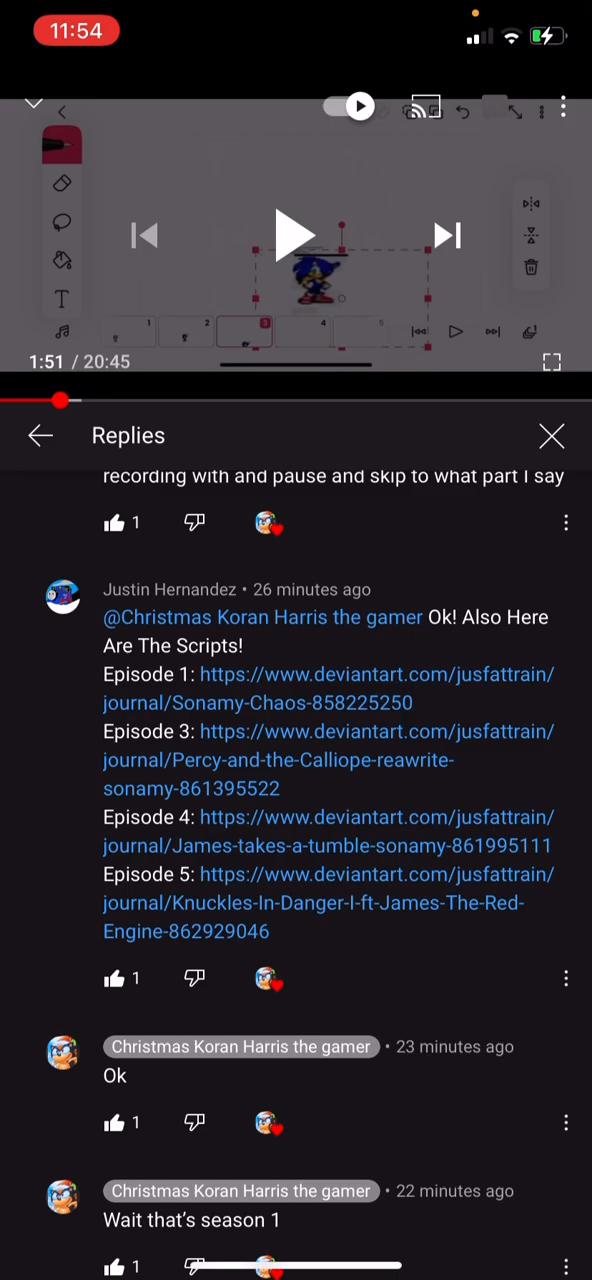 11:54
T
1
2
3
4
5
1:51 / 20:45
Replies
recording with and pause and skip to what part I say
1
Justin Hernandez • 26 minutes ago
@Christmas Koran Harris the gamer Ok! Also Here
Are The Scripts!
Episode 1: https://www.deviantart.com/jusfattrain/
journal/Sonamy-Chaos-858225250
Episode 3: https://www.deviantart.com/jusfattrain/
journal/Percy-and-the-Calliope-reawrite-
sonamy-861395522
Episode 4: https://www.deviantart.com/jusfattrain/
journal/James-takes-a-tumble-sonamy-861995111
Episode 5: https://www.deviantart.com/jusfattrain/
journal/Knuckles-In-Danger-I-ft-James-The-Red-
Engine-862929046
1
Christmas Koran Harris the gamer • 23 minutes ago
Ok
1
Christmas Koran Harris the gamer • 22 minutes ago
Wait that’s season 1
1